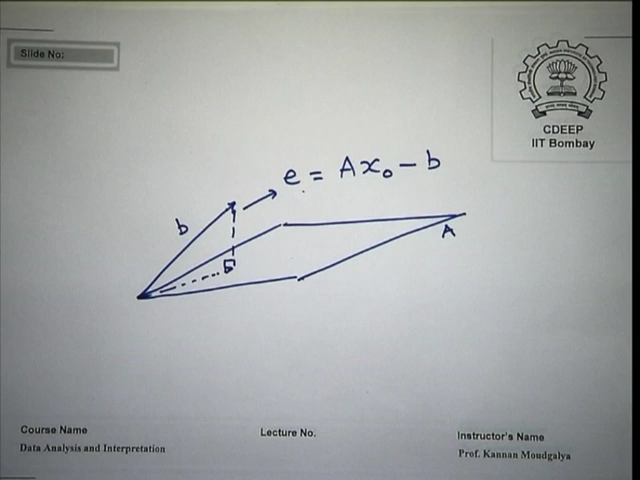 Slide No:
CDEEP
IIT Bombay
e = Ax₀ - b
b
A
Course Name
Lecture No.
Instructor's Name
Data Analysis and Interpretation
Prof. Kannan Moudgalya